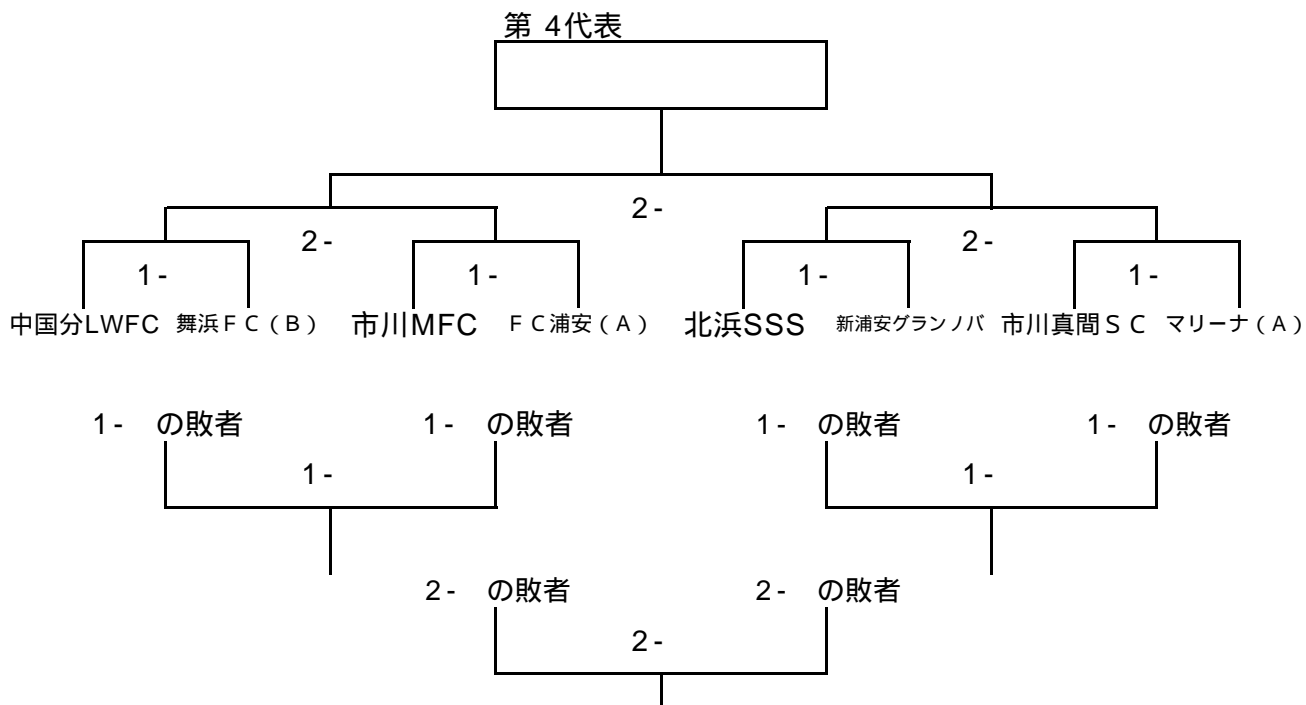 第 4代表
2-
2- 2-
1- 1- 1- 1-
中国分LWFC 舞浜ＦＣ（Ｂ） 市川MFC ＦＣ浦安（Ａ） 北浜SSS 新浦安グランノバ 市川真間ＳＣ マリーナ（Ａ）
1- の敗者 1- の敗者 1- の敗者 1- の敗者
1- 1-
2- の敗者 2- の敗者
2-